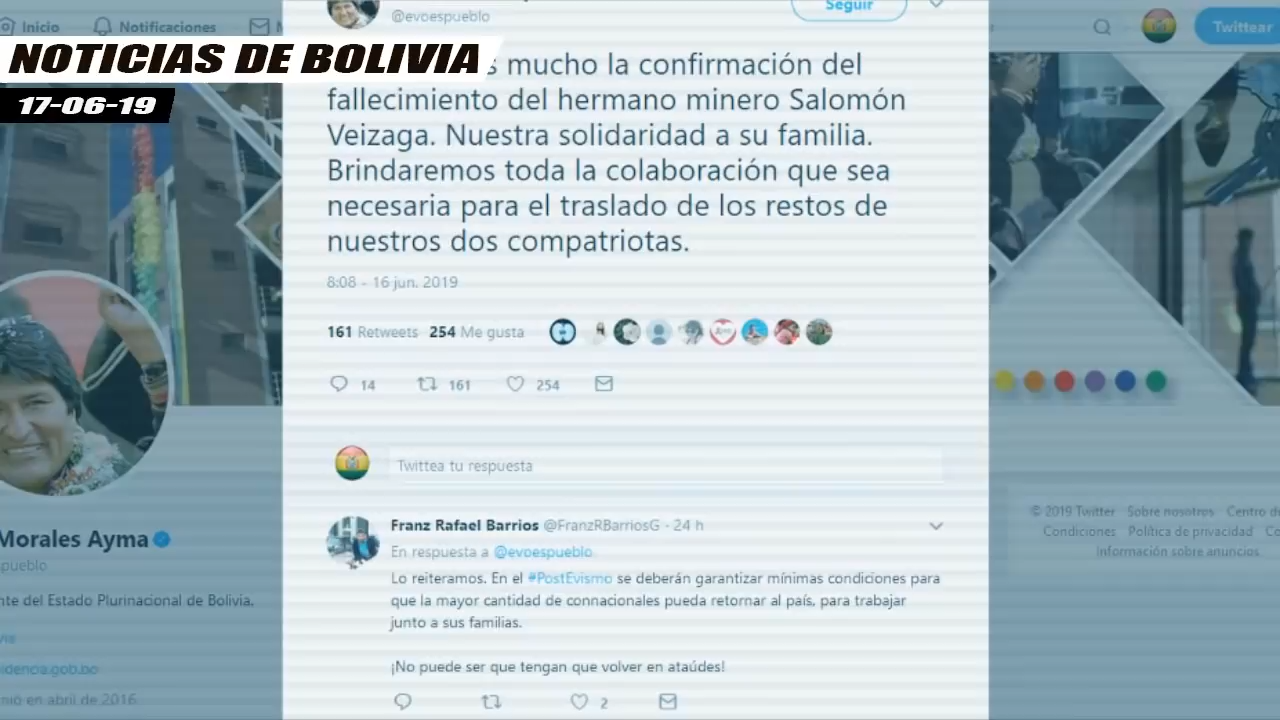 Inicio Notificaciones
@evoespueblo
Seguir
Twittear
NOTICIAS DE BOLIVIA
17-06-19
mucho la confirmación del
fallecimiento del hermano minero Salomón
Veizaga. Nuestra solidaridad a su familia.
Brindaremos toda la colaboración que sea
necesaria para el traslado de los restos de
nuestros dos compatriotas.
8:08 - 16 jun. 2019
161 Retweets 254 Me gusta
14 161 254
Twittea tu respuesta
Franz Rafael Barrios @FranzRBarriosG · 24 h
En respuesta a @evoespueblo
Lo reiteramos. En el #PostEvismo se deberán garantizar mínimas condiciones para
que la mayor cantidad de connacionales pueda retornar al país, para trabajar
junto a sus familias.
¡No puede ser que tengan que volver en ataúdes!
2
Morales Ayma
pueblo
nte del Estado Plurinacional de Bolivia.
idencia.gob.bo
nió en abril de 2016
© 2019 Twitter Sobre nosotros Centro d
Condiciones Política de privacidad Co
Información sobre anuncios